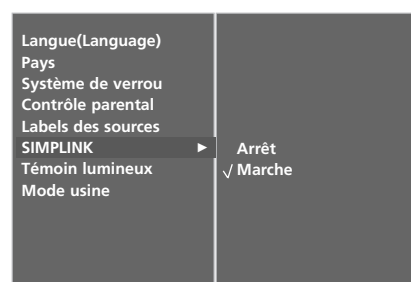 Langue(Language)
Pays
Système de verrou
Contrôle parental
Labels des sources
SIMPLINK ►
Témoin lumineux
Mode usine
Arrêt
√ Marche